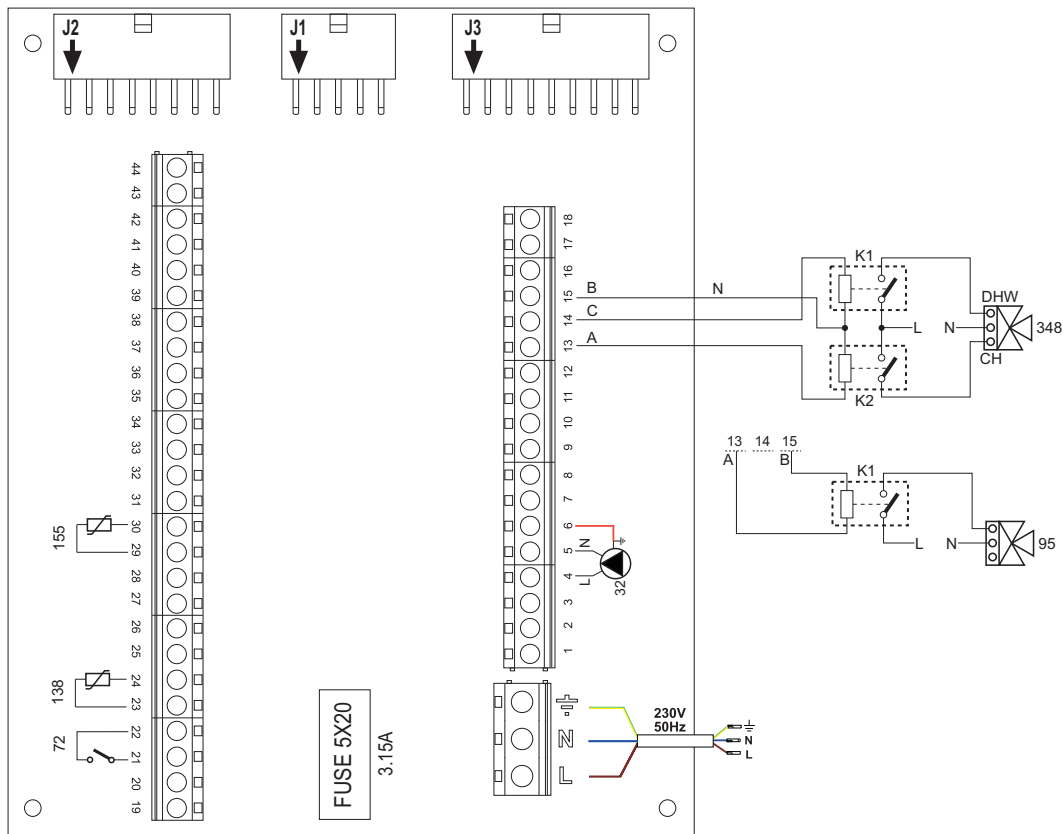 J2
J1
J3
44
43
42
41
40
39
38
37
36
35
34
33
32
31
30
29
28
27
26
25
24
23
22
21
20
19
155
138
72
18
17
16
15
14
13
12
11
10
9
8
7
6
5
4
3
2
1
B
N
C
A
K1
L
K2
DHW
N
CH
348
13 14 15
A B
K1
L
N
95
N
L
32
FUSE 5X20
3.15A
N
L
230V
50Hz
N
L